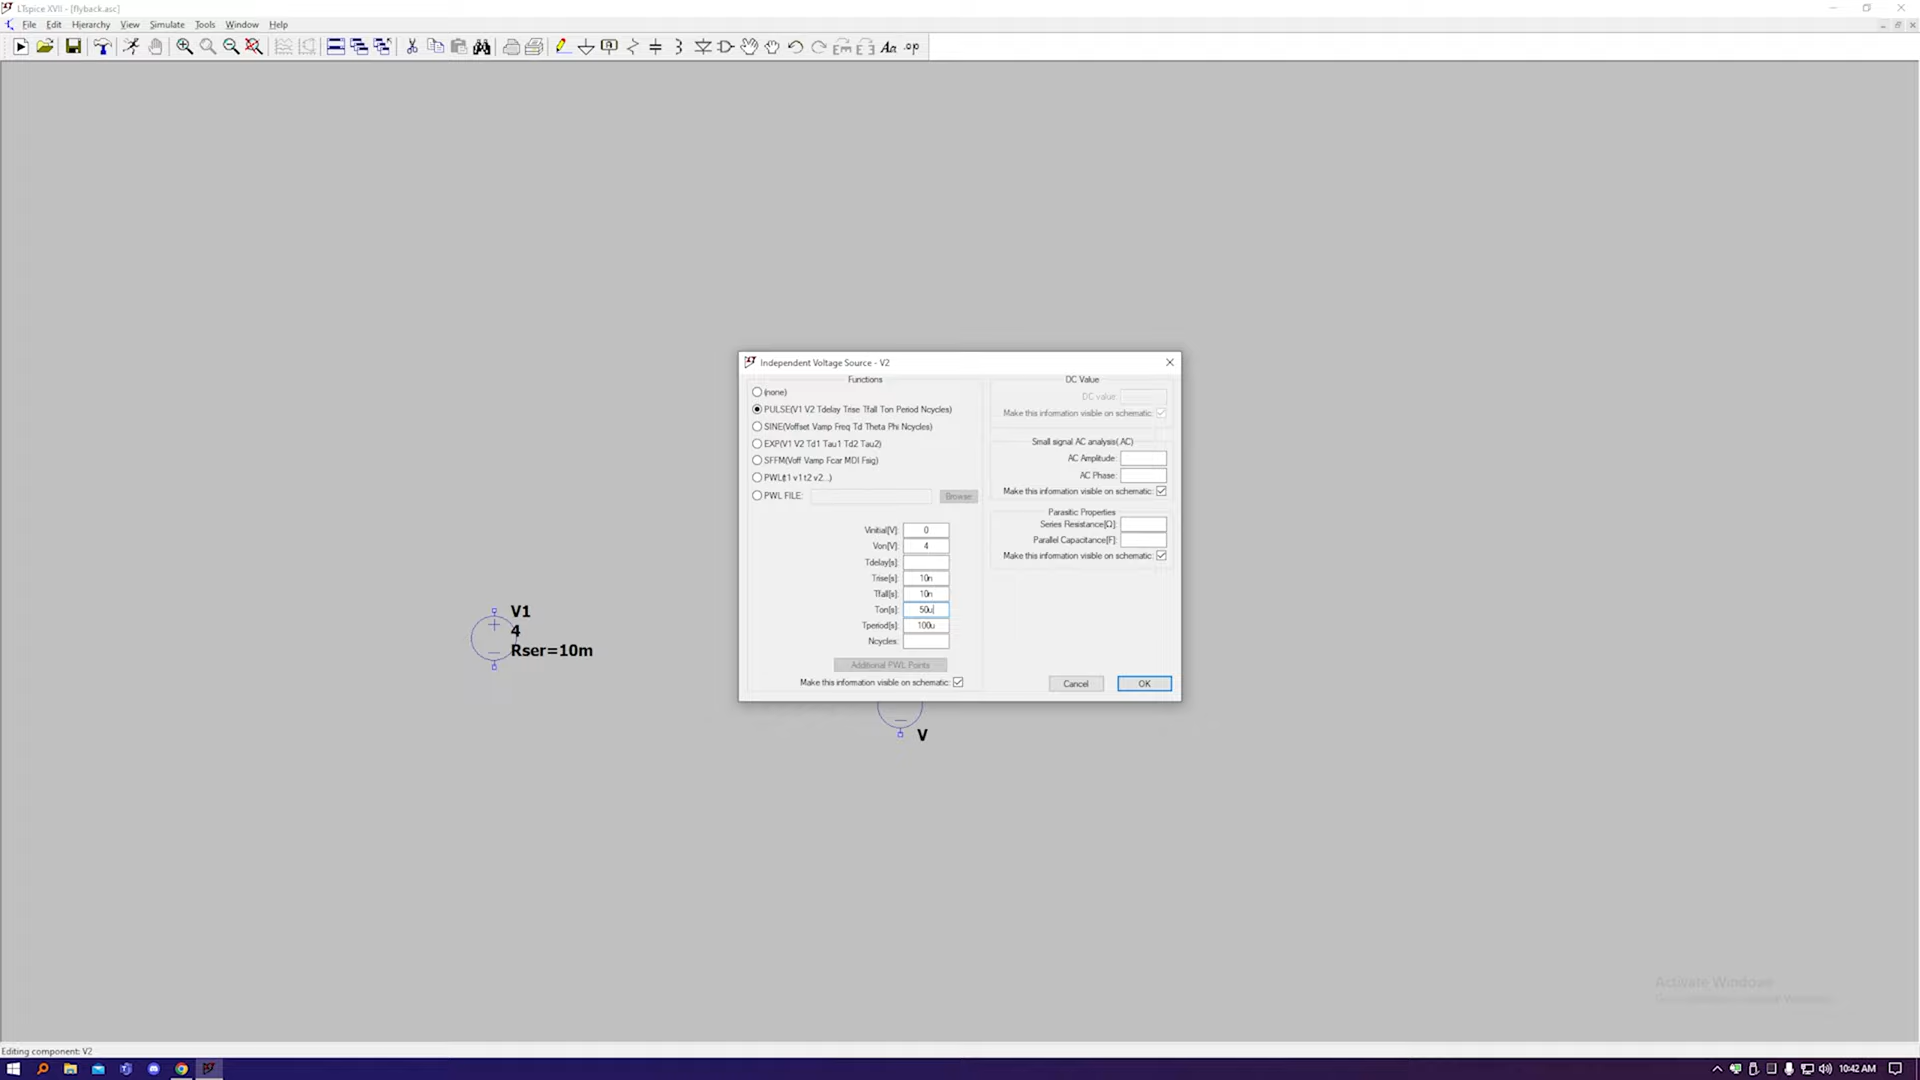 LTspice XVII - [flyback.asc]
File Edit Hierarchy View Simulate Tools Window Help
Aa .op
Independent Voltage Source - V2
Functions
(none)
PULSE(V1 V2 Tdelay Trise Tfall Ton Period Ncycles)
SINE(Voffset Vamp Freq Td Theta Phi Ncycles)
EXP(V1 V2 Td1 Tau1 Td2 Tau2)
SFFM(Voff Vamp Fcar MDI Fsig)
PWL(t1 v1 t2 v2...)
PWL FILE: Browse
Vinitial[V]: 0
Von[V]: 4
Tdelay[s]:
Trise[s]: 10n
Tfall[s]: 10n
Ton[s]: 50u
Tperiod[s]: 100u
Ncycles:
Additional PWL Points
Make this information visible on schematic:
DC Value
DC value:
Make this information visible on schematic:
Small signal AC analysis(.AC)
AC Amplitude:
AC Phase:
Make this information visible on schematic:
Parasitic Properties
Series Resistance[Ω]:
Parallel Capacitance[F]:
Make this information visible on schematic:
Cancel OK
V1
4
Rser=10m
V
Activate Windows
Editing component: V2
10:42 AM